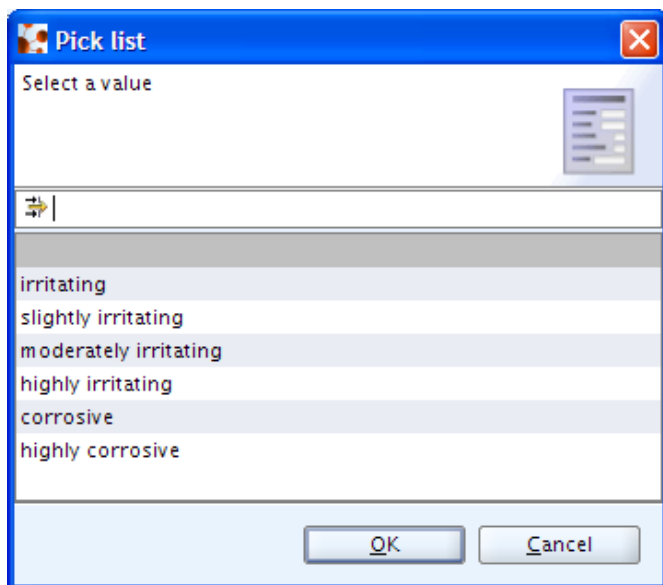 Pick list
Select a value
irritating
slightly irritating
moderately irritating
highly irritating
corrosive
highly corrosive
OK
Cancel